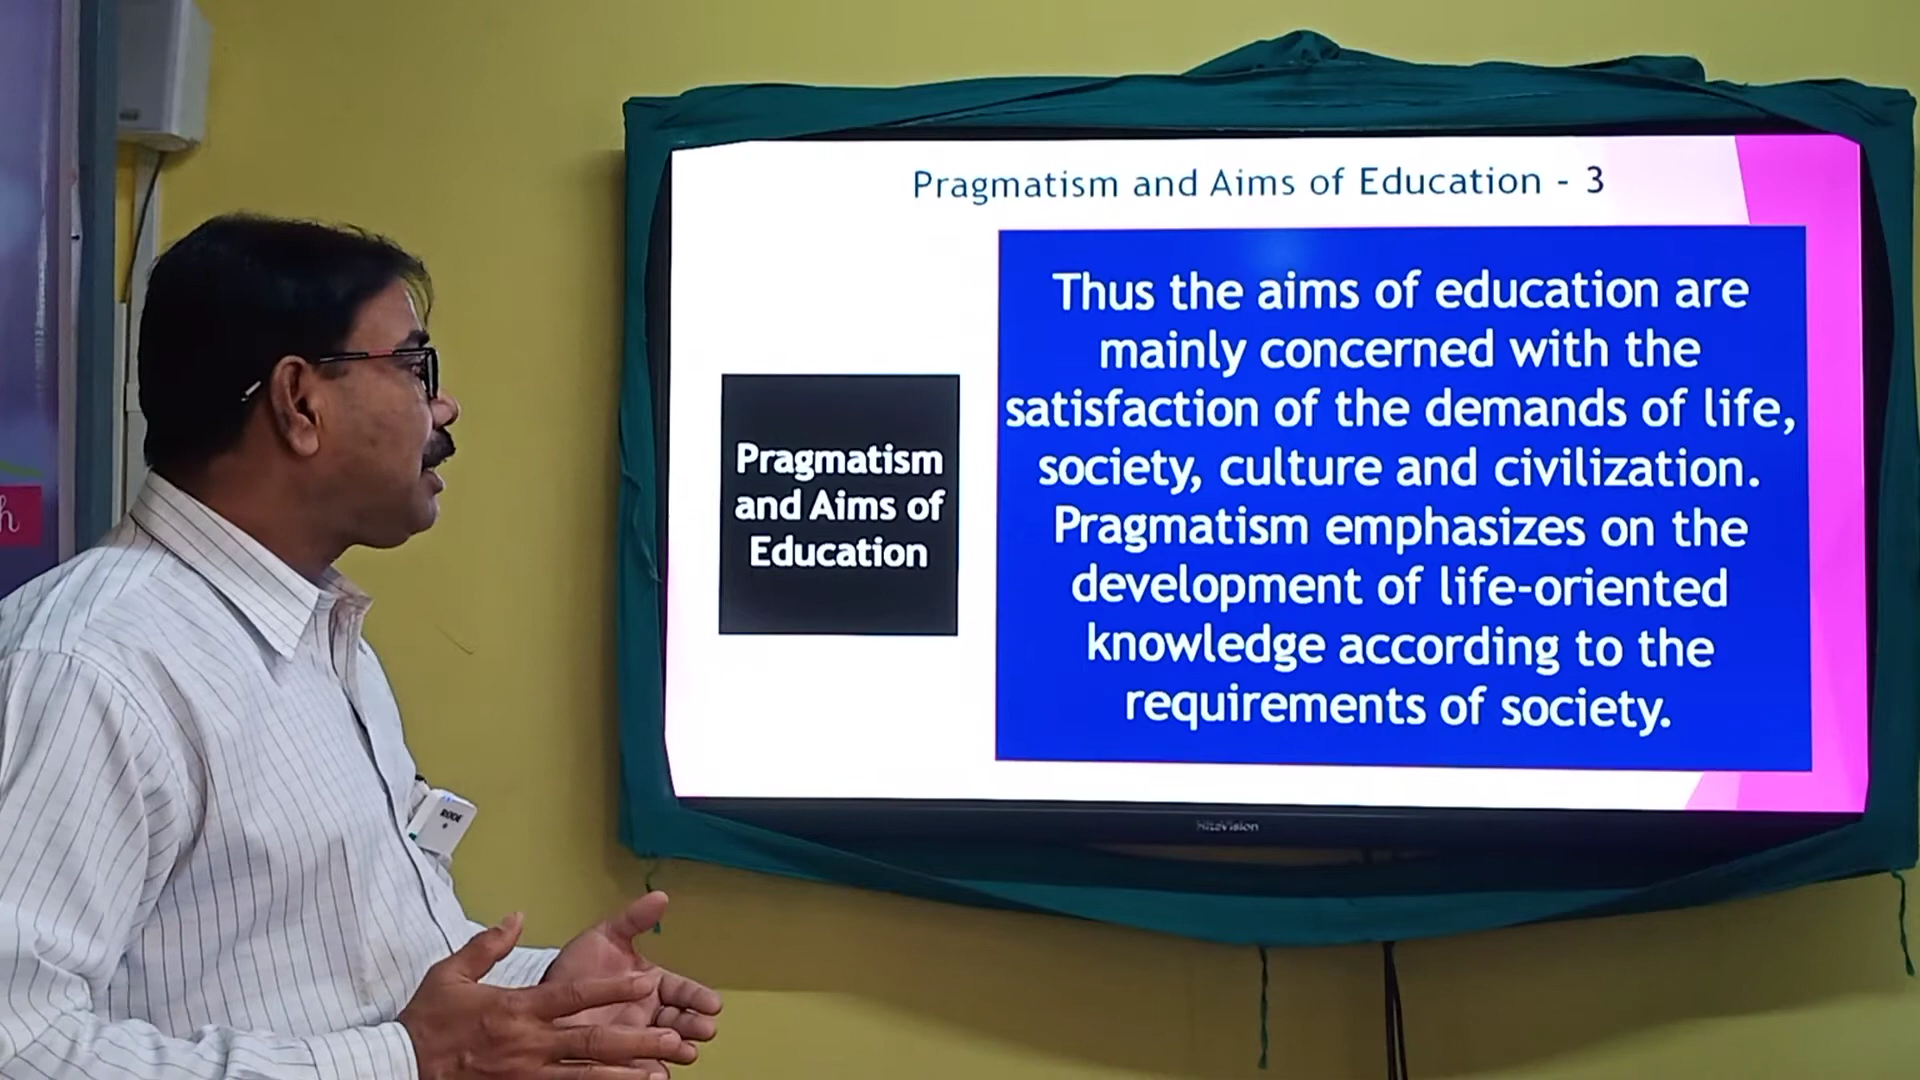 Pragmatism and Aims of Education - 3
Pragmatism
and Aims of
Education
Thus the aims of education are
mainly concerned with the
satisfaction of the demands of life,
society, culture and civilization.
Pragmatism emphasizes on the
development of life-oriented
knowledge according to the
requirements of society.
HiteVision
RODE
h